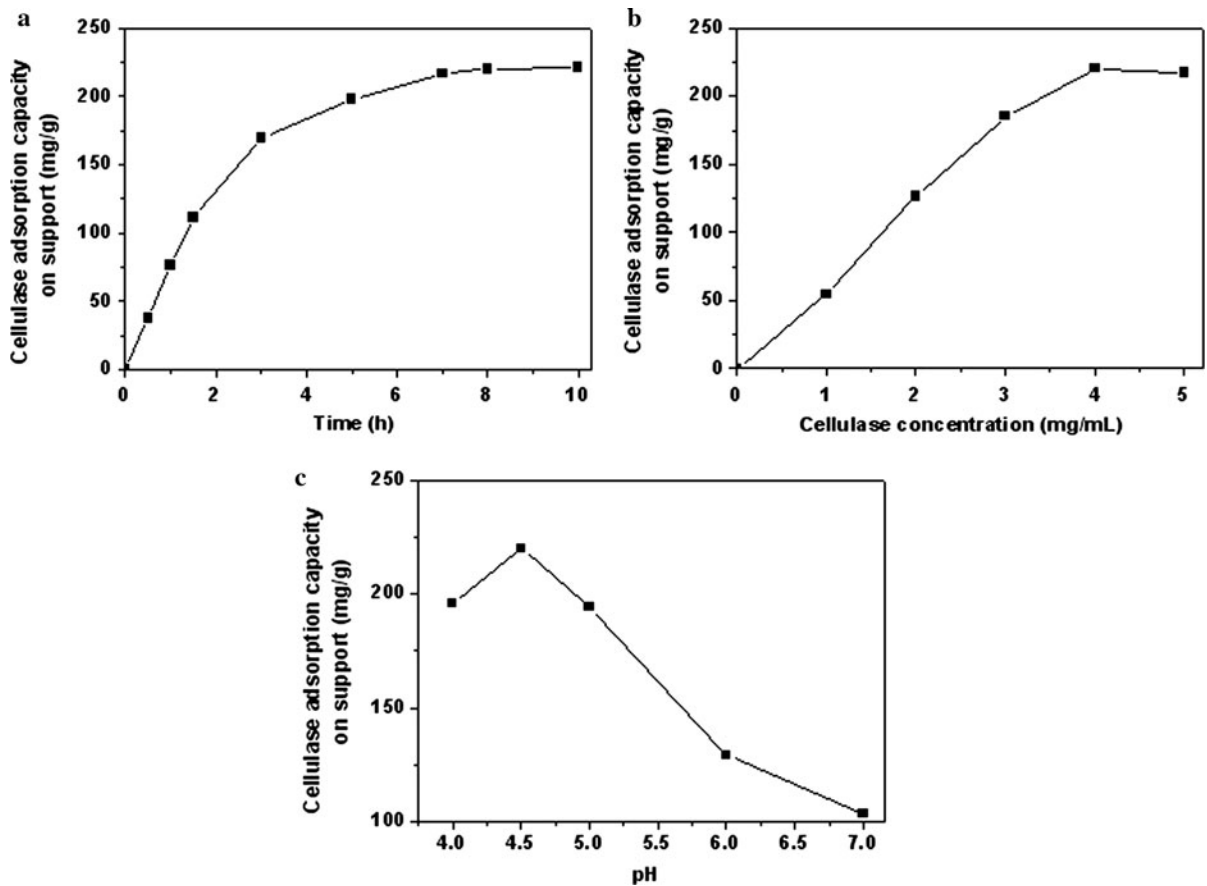 a
Cellulase adsorption capacity
on support (mg/g)
250
200
150
100
50
0
0 2 4 6 8 10
Time (h)
b
Cellulase adsorption capacity
on support (mg/g)
250
200
150
100
50
0
0 1 2 3 4 5
Cellulase concentration (mg/mL)
c
Cellulase adsorption capacity
on support (mg/g)
250
200
150
100
4.0 4.5 5.0 5.5 6.0 6.5 7.0
pH